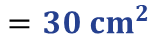 = 30 cm²